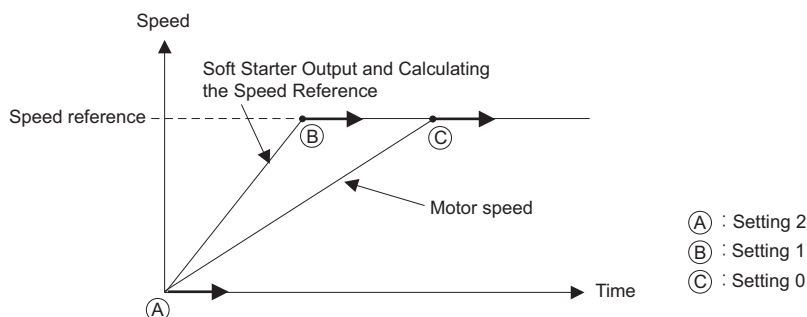 Speed
Soft Starter Output and Calculating
the Speed Reference
Speed reference
B
C
Motor speed
A : Setting 2
B : Setting 1
C : Setting 0
Time
A